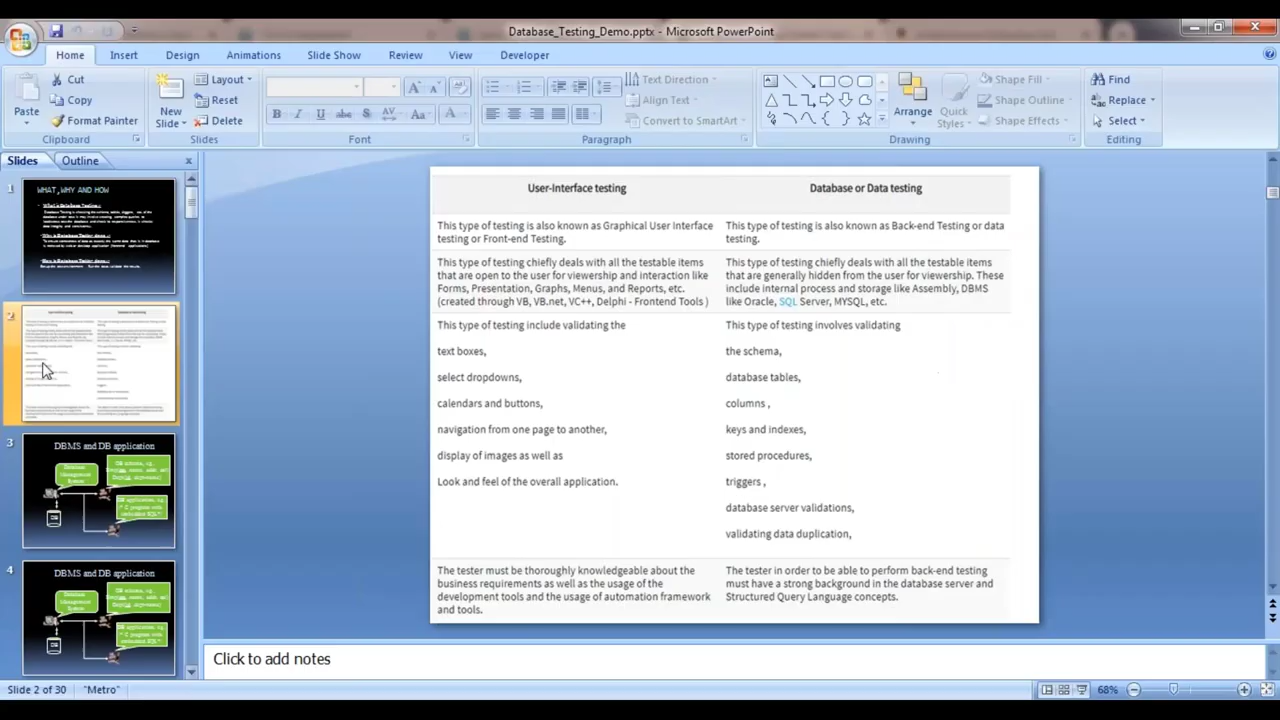 Database_Testing_Demo.pptx - Microsoft PowerPoint
Home Insert Design Animations Slide Show Review View Developer
Paste
Cut
Copy
Format Painter
Clipboard
New Slide
Layout
Reset
Delete
Slides
Font
Text Direction
Align Text
Convert to SmartArt
Paragraph
Arrange
Quick Styles
Shape Fill
Shape Outline
Shape Effects
Drawing
Find
Replace
Select
Editing
Slides Outline
1
WHAT,WHY AND HOW
2
3
DBMS and DB application
Database
Management
System
4
DBMS and DB application
Database
Management
System
User-Interface testing
Database or Data testing
This type of testing is also known as Graphical User Interface
testing or Front-end Testing.
This type of testing is also known as Back-end Testing or data
testing.
This type of testing chiefly deals with all the testable items
that are open to the user for viewership and interaction like
Forms, Presentation, Graphs, Menus, and Reports, etc.
(created through VB, VB.net, VC++, Delphi - Frontend Tools )
This type of testing chiefly deals with all the testable items
that are generally hidden from the user for viewership. These
include internal process and storage like Assembly, DBMS
like Oracle, SQL Server, MYSQL, etc.
This type of testing include validating the
text boxes,
select dropdowns,
calendars and buttons,
navigation from one page to another,
display of images as well as
Look and feel of the overall application.
This type of testing involves validating
the schema,
database tables,
columns ,
keys and indexes,
stored procedures,
triggers ,
database server validations,
validating data duplication,
The tester must be thoroughly knowledgeable about the
business requirements as well as the usage of the
development tools and the usage of automation framework
and tools.
The tester in order to be able to perform back-end testing
must have a strong background in the database server and
Structured Query Language concepts.
Click to add notes
Slide 2 of 30
"Metro"
68%